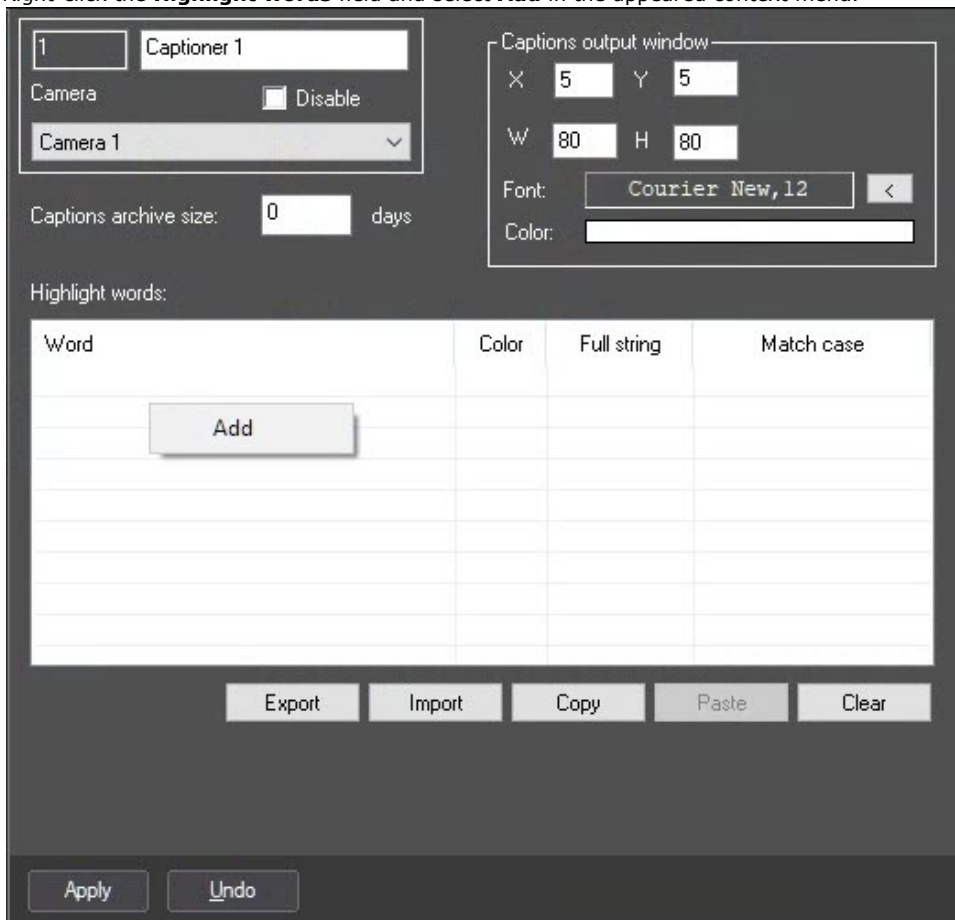 Right-click the Highlight words field and select Add in the appeared context menu.
1 Captioner 1
Camera Disable
Camera 1
Captions archive size: 0 days
Captions output window
X 5 Y 5
W 80 H 80
Font: Courier New,12 <
Color:
Highlight words:
Word Color Full string Match case
Add
Export Import Copy Paste Clear
Apply Undo